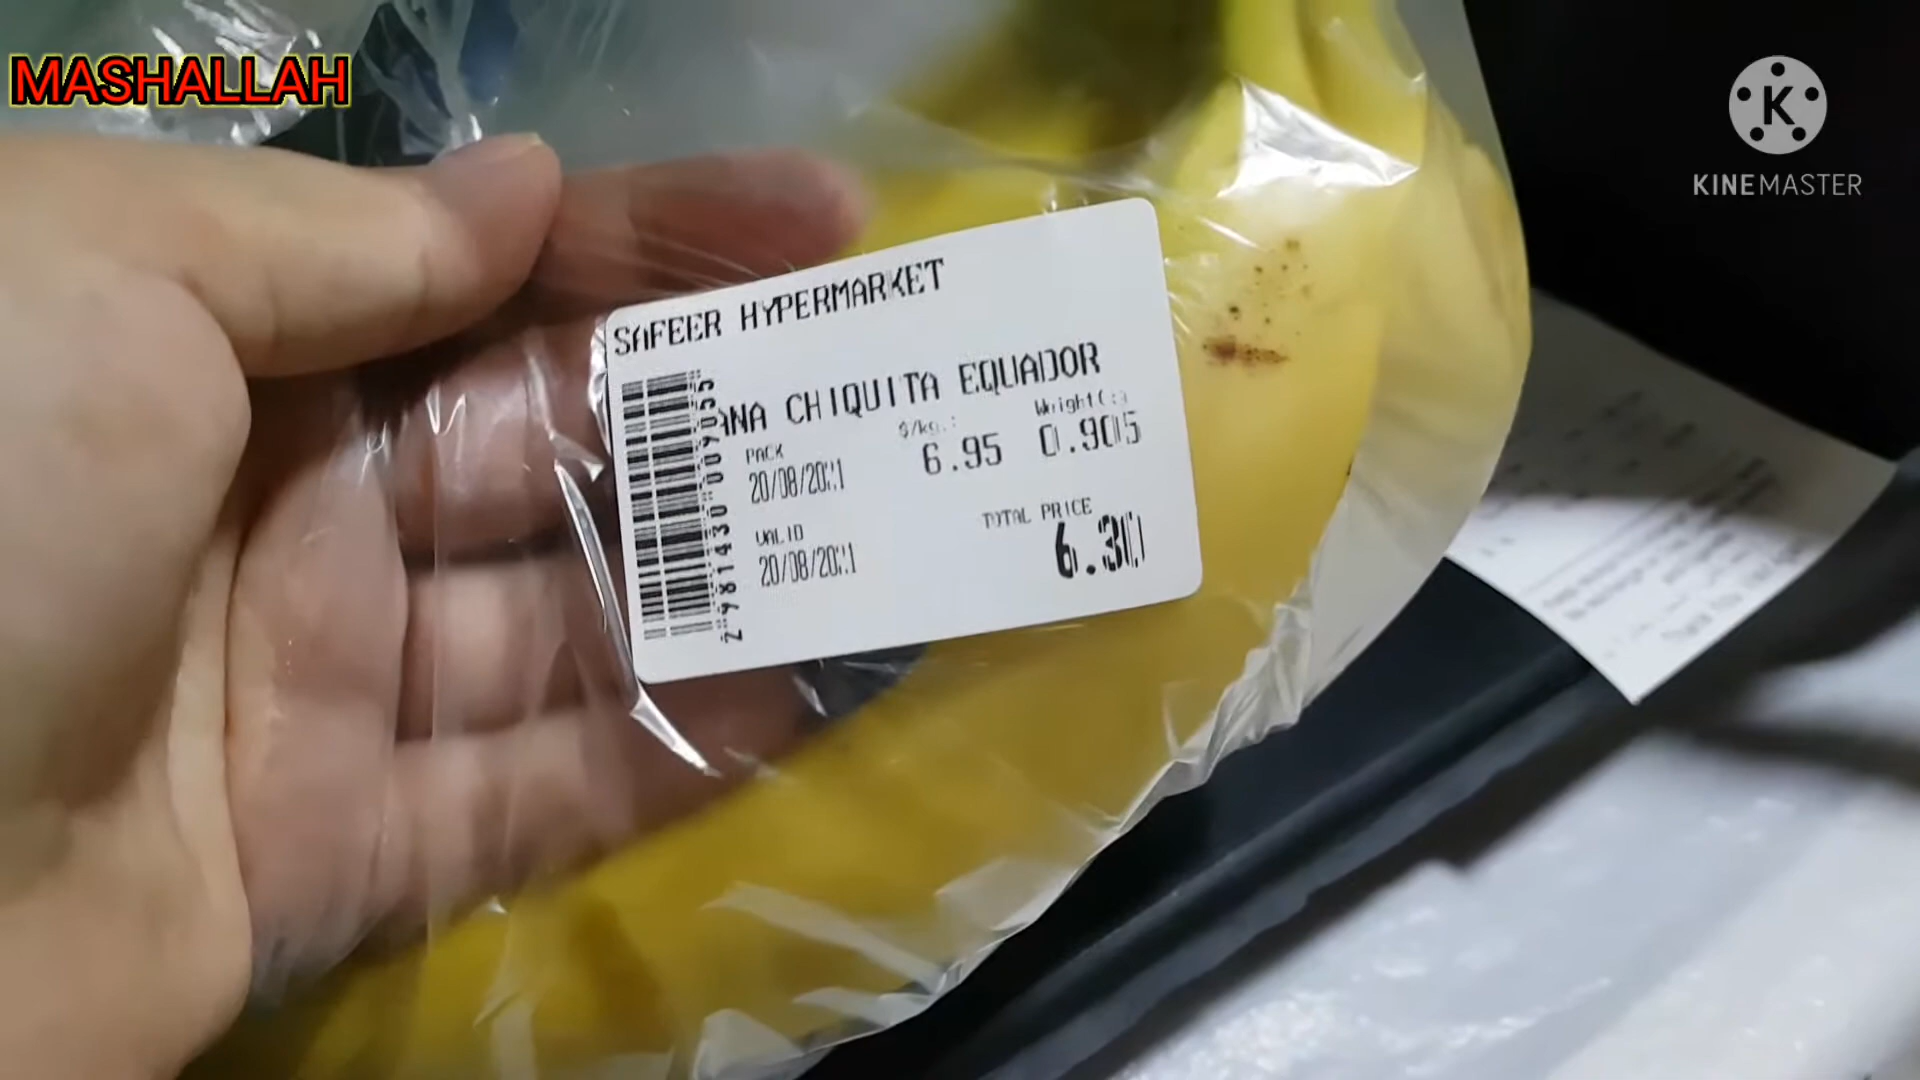 MASHALLAH
K
KINEMASTER
SAFEER HYPERMARKET
ANA CHIQUITA EQUADOR
$/kg.:
6.95
0.905
PACK
20/08/2021
VALID
20/08/2021
TOTAL PRICE
6.30
2981430009055